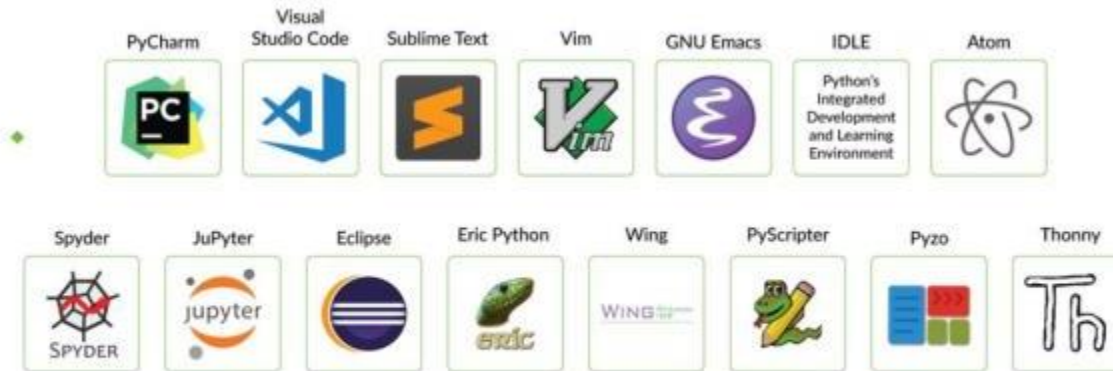 PyCharm
Visual
Studio Code
Sublime Text
Vim
GNU Emacs
IDLE
Atom
PC
Vim
Python's
Integrated
Development
and Learning
Environment
Spyder
JuPyter
Eclipse
Eric Python
Wing
PyScripter
Pyzo
Thonny
SPYDER
jupyter
eric
WING
Th